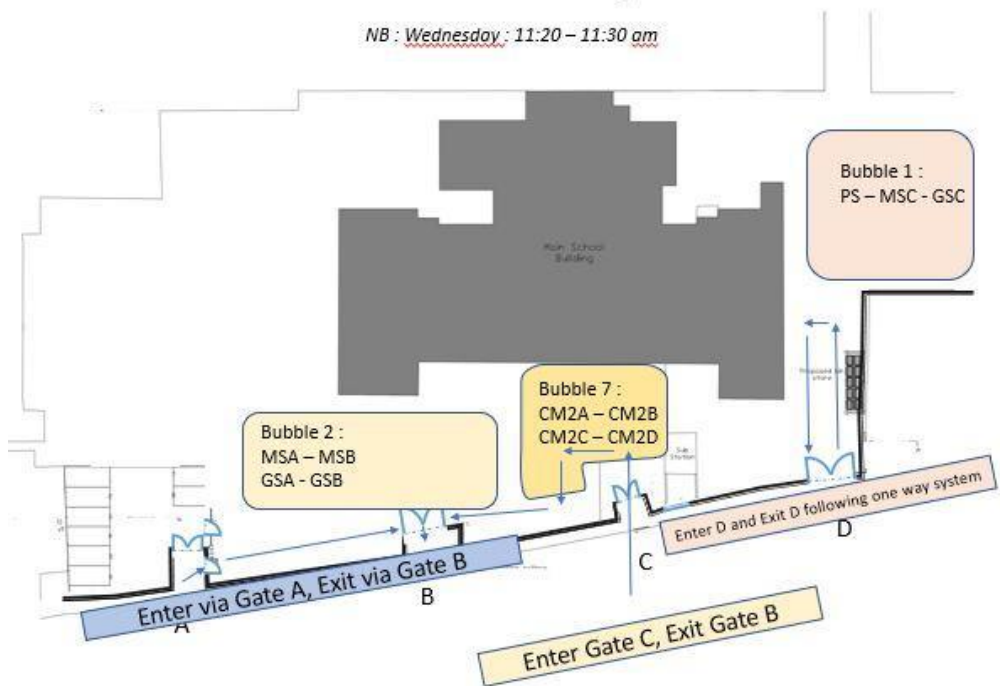 NB : Wednesday : 11:20 – 11:30 am
Bubble 1 :
PS – MSC - GSC
Main School
Building
Bubble 7 :
CM2A – CM2B
CM2C – CM2D
Bubble 2 :
MSA – MSB
GSA - GSB
Sub
Station
Enter D and Exit D following one way system
D
C
Enter via Gate A, Exit via Gate B
B
A
Enter Gate C, Exit Gate B